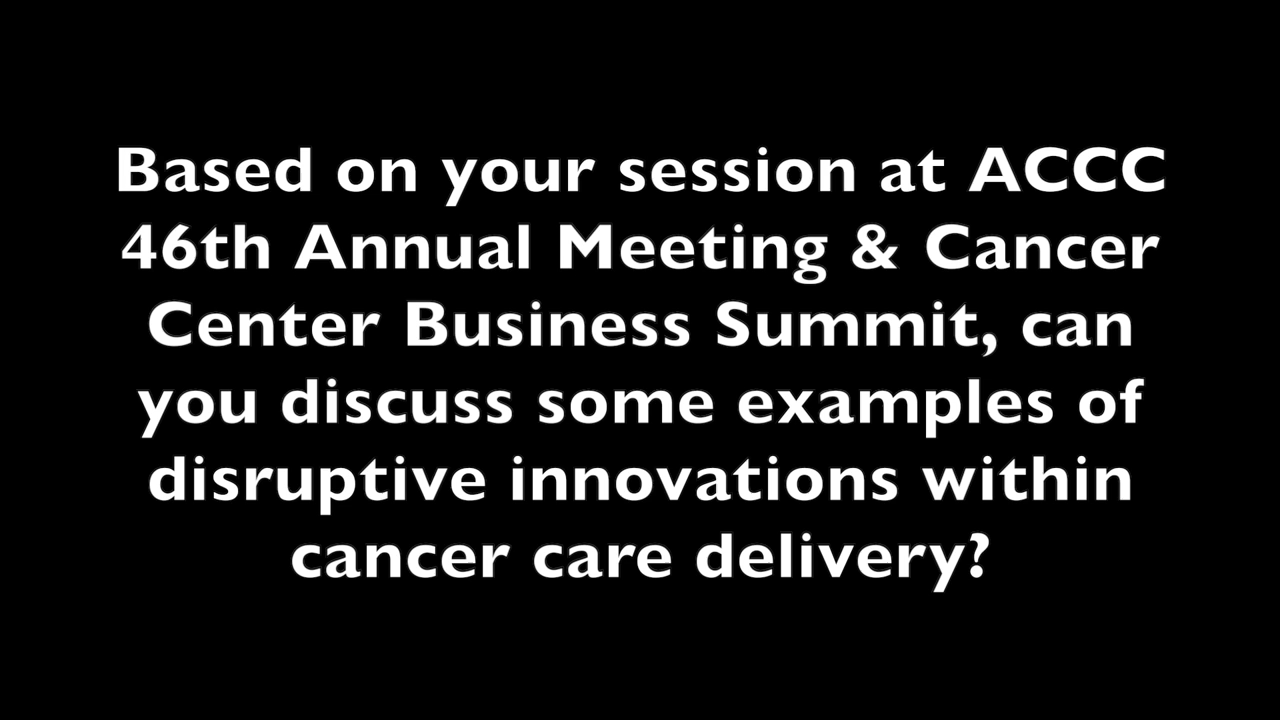 Based on your session at ACCC
46th Annual Meeting & Cancer
Center Business Summit, can
you discuss some examples of
disruptive innovations within
cancer care delivery?